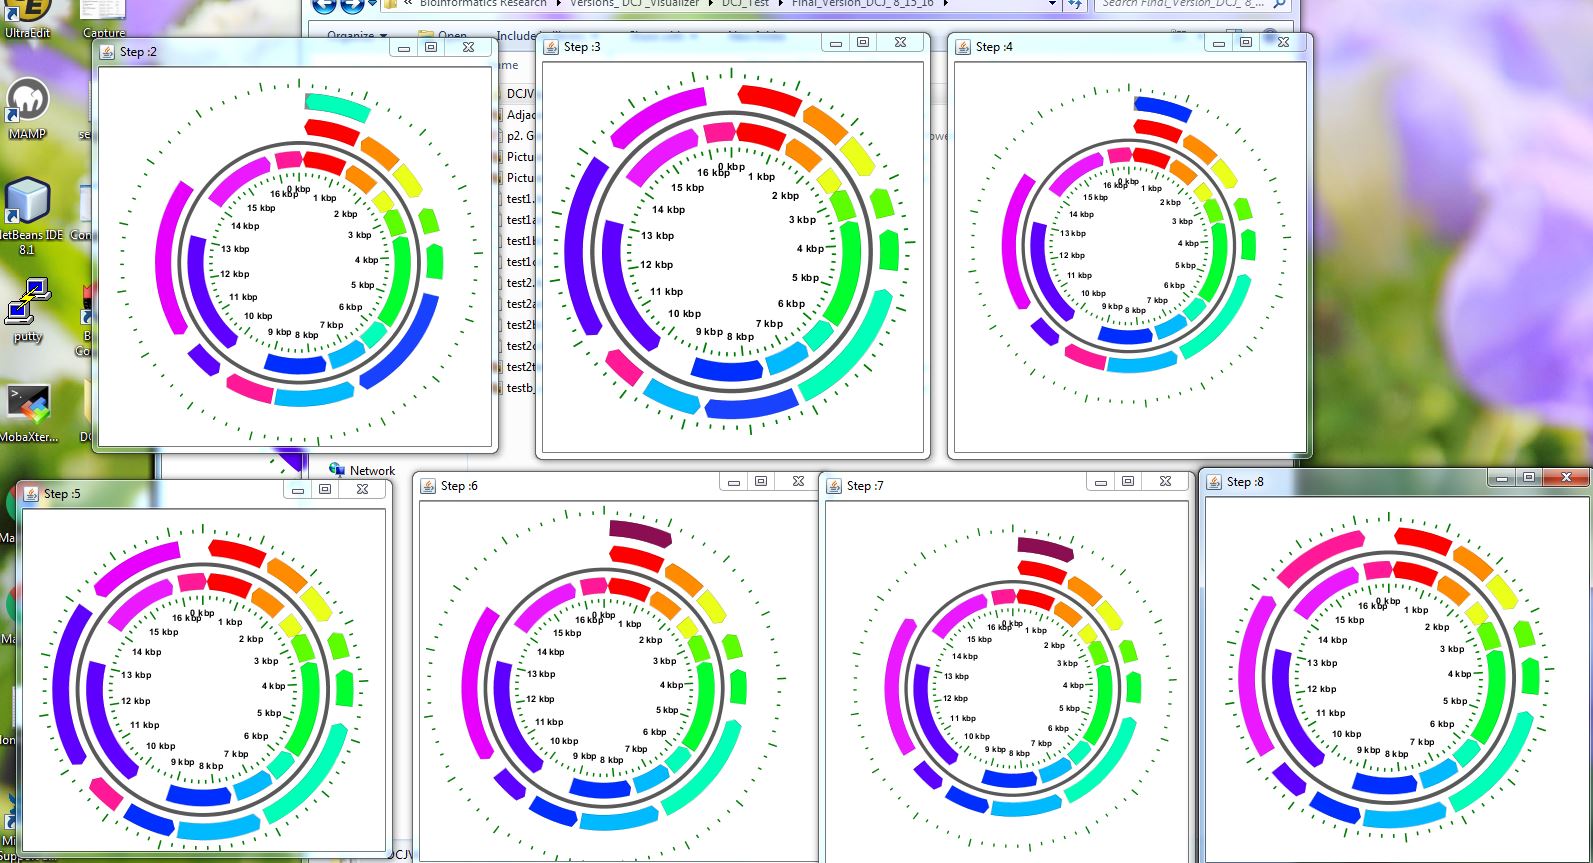 UltraEdit
Capture
MAMP
NetBeans IDE
8.1
putty
MobaXter...
Bioinformatics Research
Versions_DCJ_Visualizer
DCJ_Test
Final_Version_DCJ_8_15_16
Search Final_Version_DCJ_8_...
Organize
Open
DCJV
Adjac
p2. G
Pictu
Pictu
test1.
test1a
test1b
test1c
test2.
test2a
test2b
test2c
test2t
testb_
Network
Step :2
0 kbp
1 kbp
2 kbp
3 kbp
4 kbp
5 kbp
6 kbp
7 kbp
8 kbp
9 kbp
10 kbp
11 kbp
12 kbp
13 kbp
14 kbp
15 kbp
16 kbp
Step :3
0 kbp
1 kbp
2 kbp
3 kbp
4 kbp
5 kbp
6 kbp
7 kbp
8 kbp
9 kbp
10 kbp
11 kbp
12 kbp
13 kbp
14 kbp
15 kbp
16 kbp
Step :4
0 kbp
1 kbp
2 kbp
3 kbp
4 kbp
5 kbp
6 kbp
7 kbp
8 kbp
9 kbp
10 kbp
11 kbp
12 kbp
13 kbp
14 kbp
15 kbp
16 kbp
Step :5
0 kbp
1 kbp
2 kbp
3 kbp
4 kbp
5 kbp
6 kbp
7 kbp
8 kbp
9 kbp
10 kbp
11 kbp
12 kbp
13 kbp
14 kbp
15 kbp
16 kbp
Step :6
0 kbp
1 kbp
2 kbp
3 kbp
4 kbp
5 kbp
6 kbp
7 kbp
8 kbp
9 kbp
10 kbp
11 kbp
12 kbp
13 kbp
14 kbp
15 kbp
16 kbp
Step :7
0 kbp
1 kbp
2 kbp
3 kbp
4 kbp
5 kbp
6 kbp
7 kbp
8 kbp
9 kbp
10 kbp
11 kbp
12 kbp
13 kbp
14 kbp
15 kbp
16 kbp
Step :8
0 kbp
1 kbp
2 kbp
3 kbp
4 kbp
5 kbp
6 kbp
7 kbp
8 kbp
9 kbp
10 kbp
11 kbp
12 kbp
13 kbp
14 kbp
15 kbp
16 kbp
DCJV